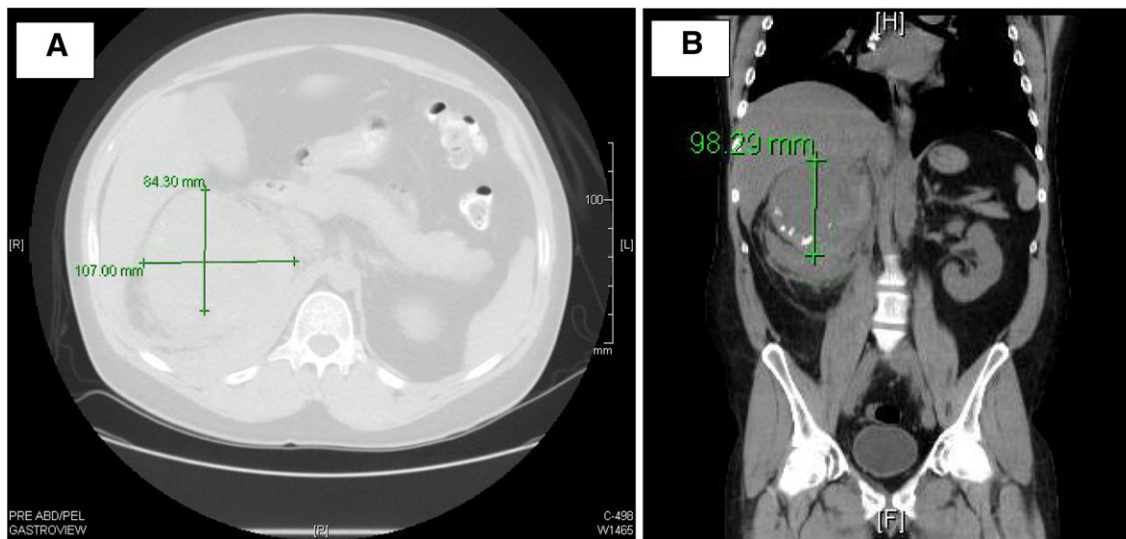 A
84.30 mm
107.00 mm
[R]
100
[L]
mm
PRE ABD/PEL
GASTROVIEW
[P]
C-498
W1465
B
[H]
98.29 mm
[F]